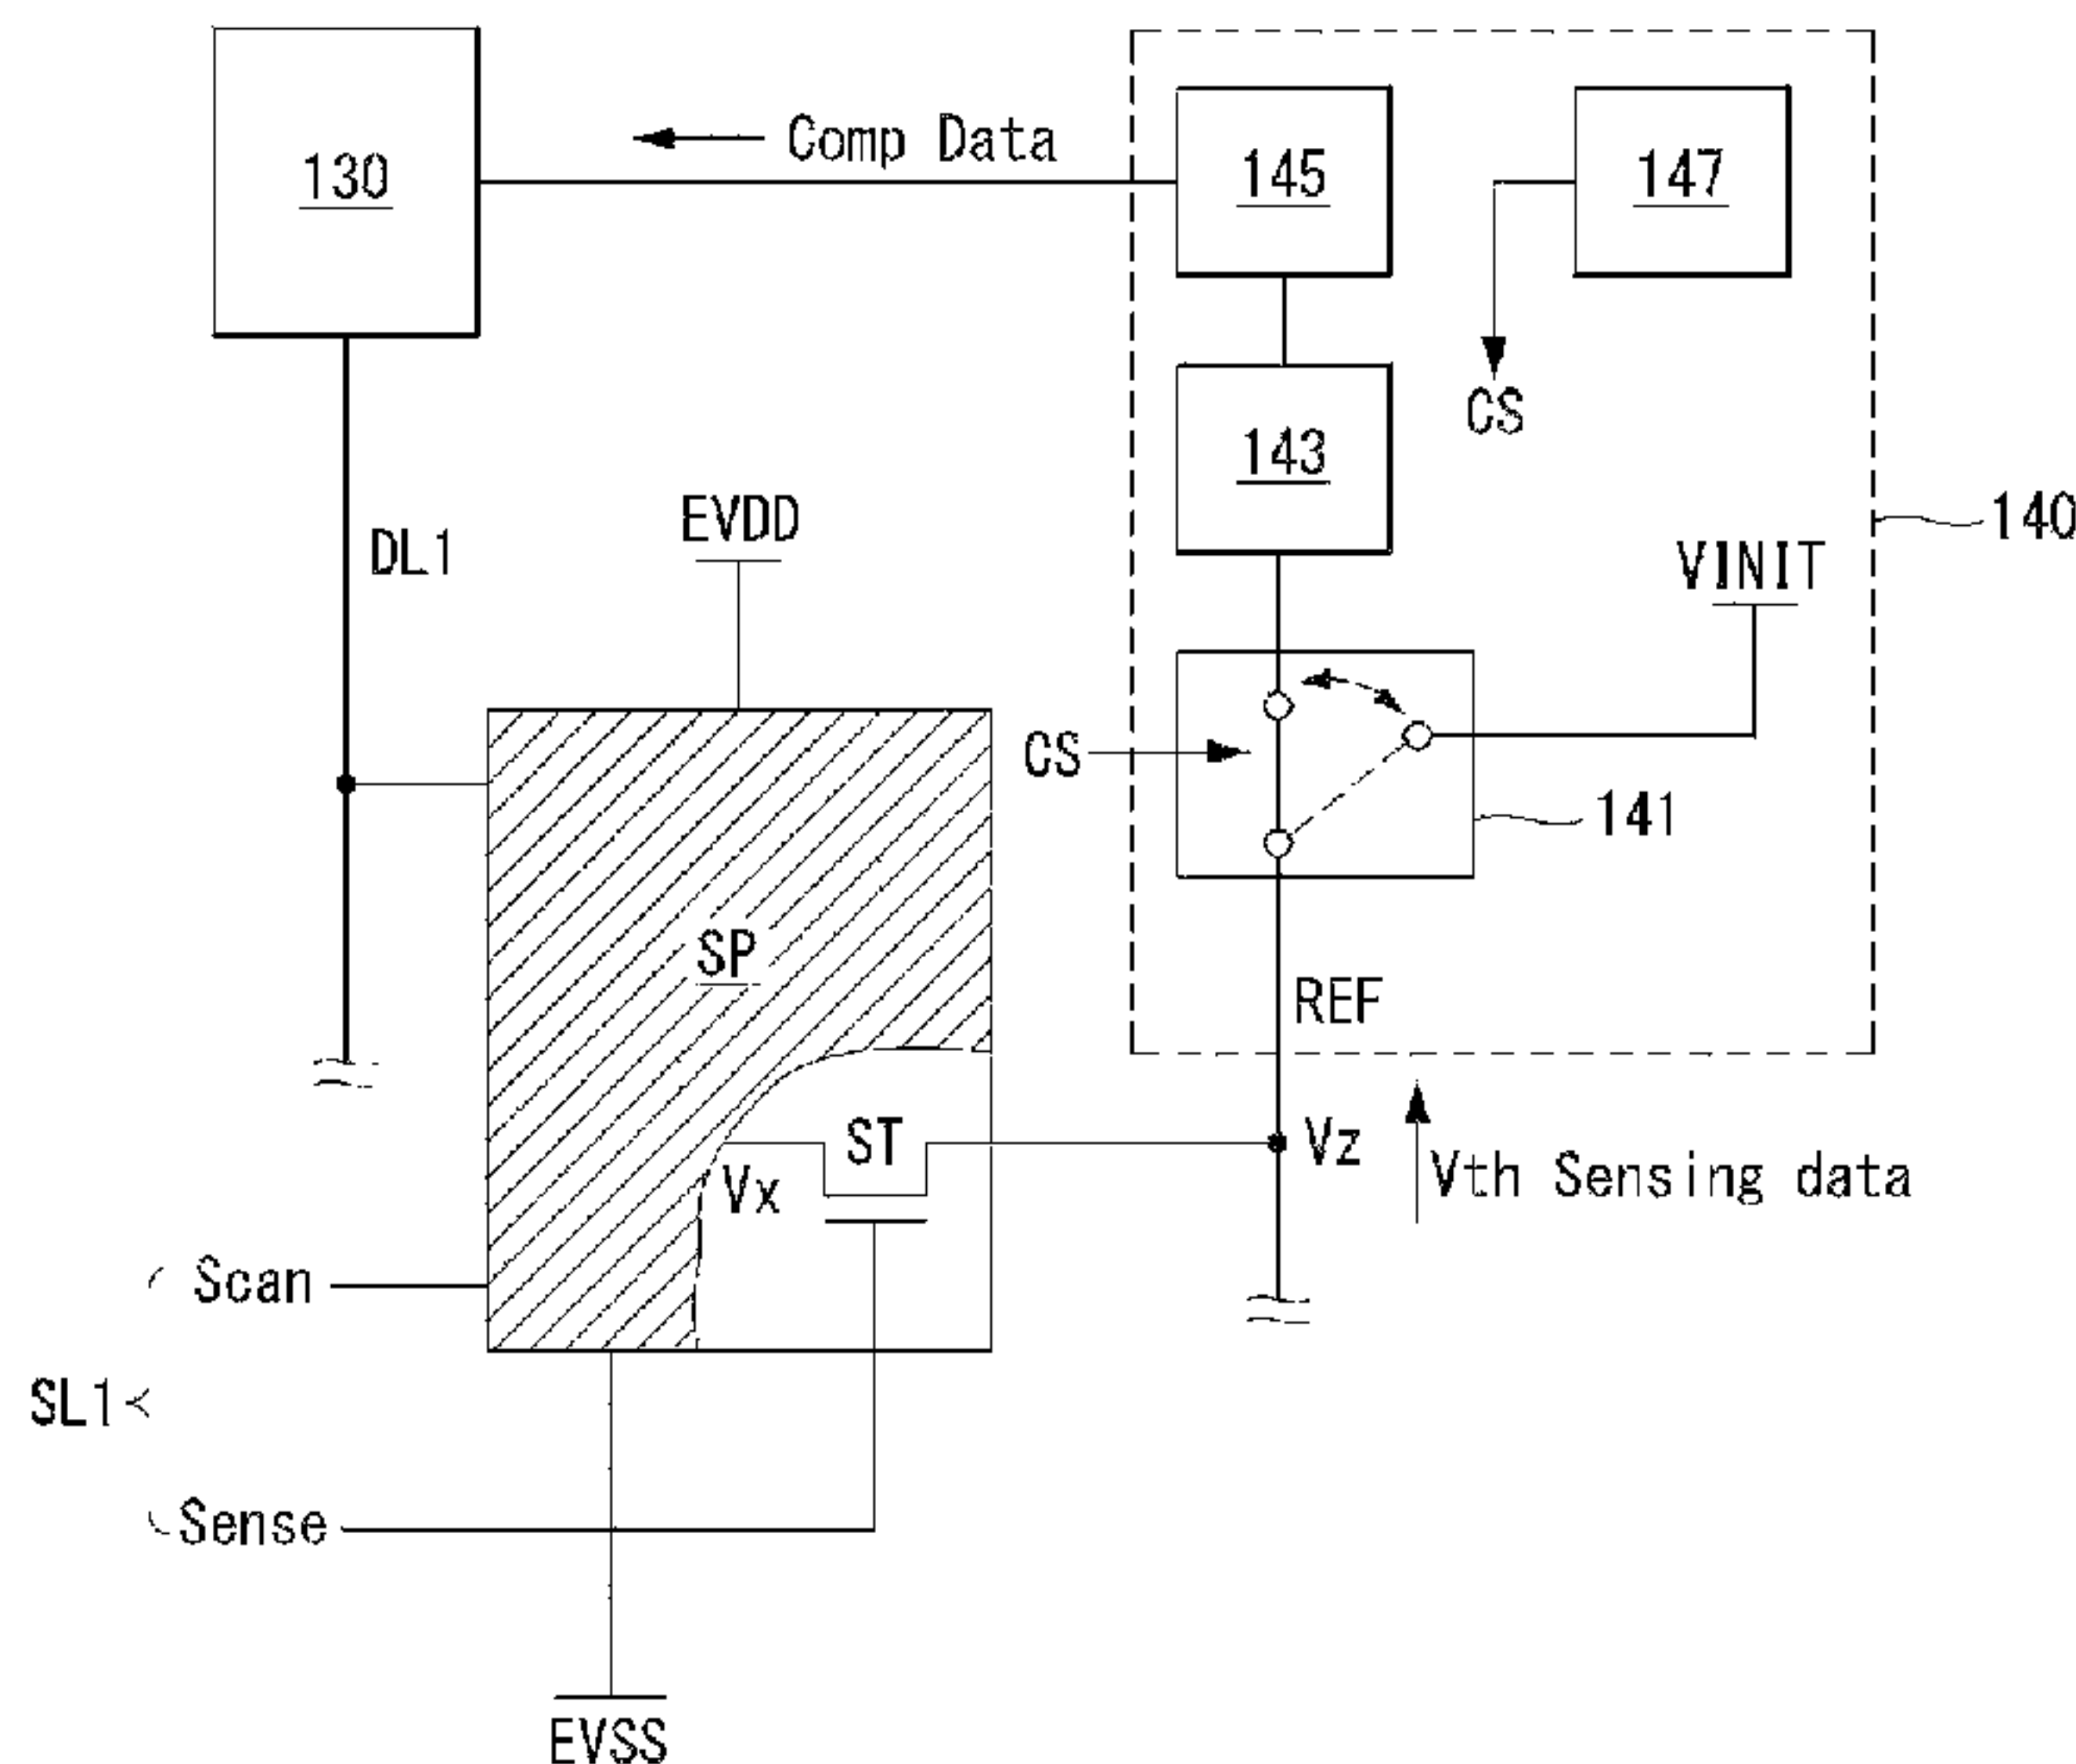 130
Comp Data
145
147
CS
143
140
EVDD
DL1
VINIT
CS
141
SP
REF
ST
Vz
Vx
Vth Sensing data
Scan
SL1
Sense
EVSS